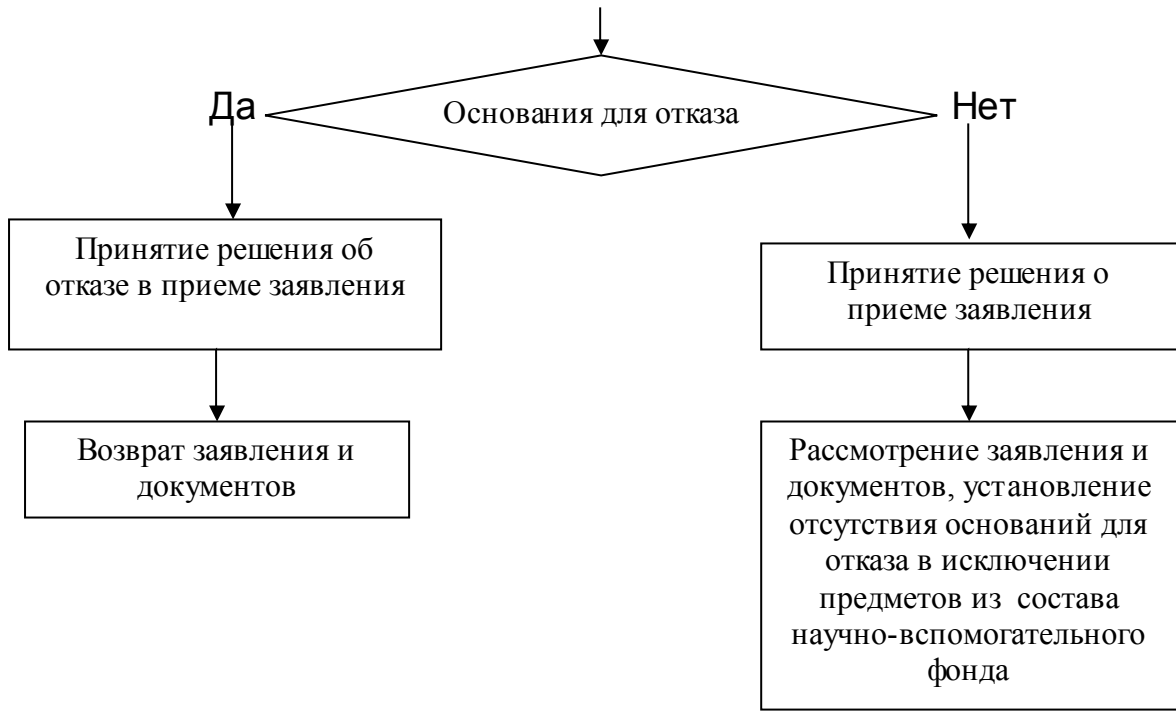 Да
Основания для отказа
Нет
Принятие решения об
отказе в приеме заявления
Принятие решения о
приеме заявления
Возврат заявления и
документов
Рассмотрение заявления и
документов, установление
отсутствия оснований для
отказа в исключении
предметов из состава
научно-вспомогательного
фонда